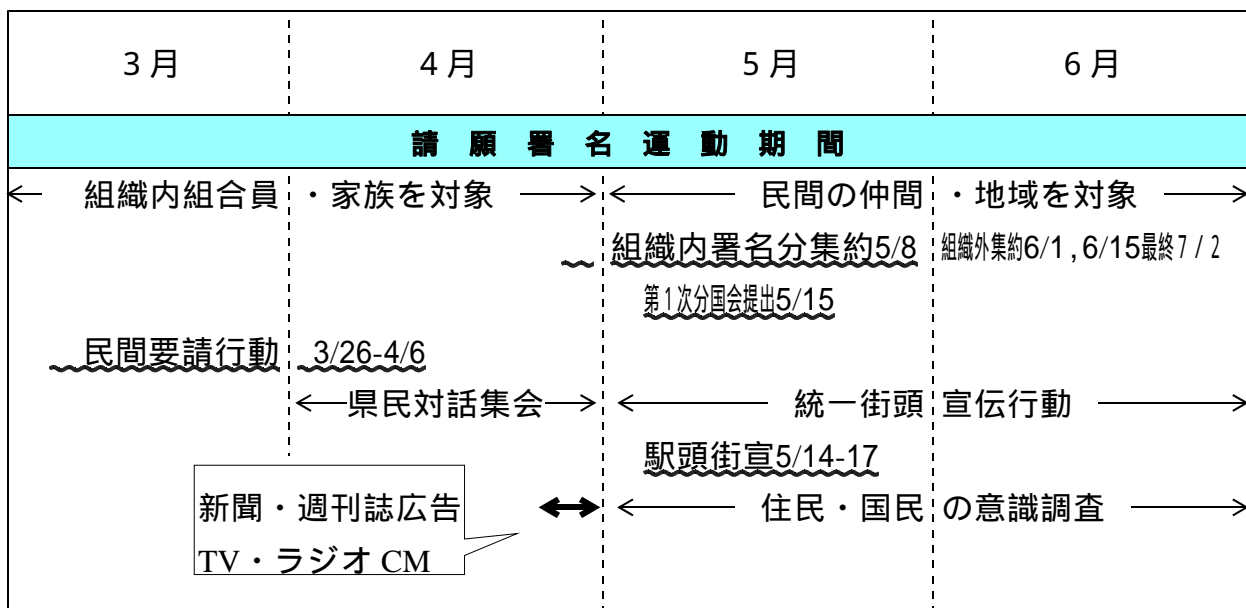 3月 4月 5月 6月
請願署名運動期間
組織内組合員・家族を対象 民間の仲間・地域を対象
組織内署名分集約5/8 組織外集約6/1,6/15最終7/2
第1次分国会提出5/15
民間要請行動 3/26-4/6
県民対話集会 統一街頭宣伝行動
駅頭街宣5/14-17
新聞・週刊誌広告 住民・国民の意識調査
TV・ラジオCM